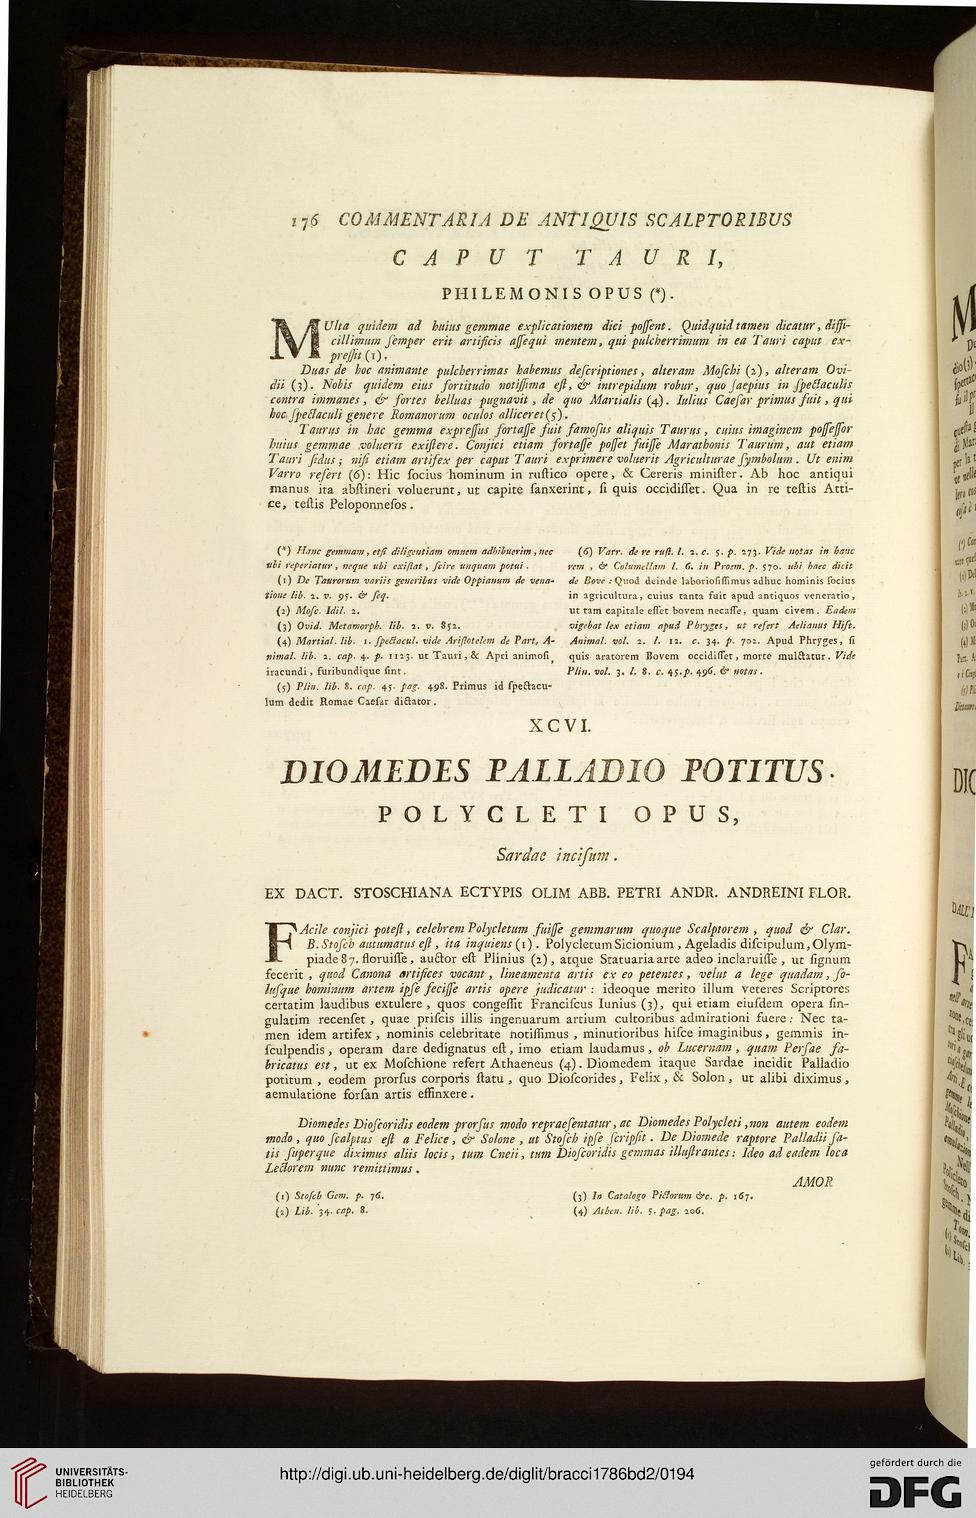 176 COMMENTARIA DE ANTIQUIS SCALPTORIBUS
CAPUT TAURI,
PHILEMONIS OPUS (*).
MUlta quidem ad huius gemmae explicationem dici poſſent. Quidquid tamen dicatur, diffi-
cillimum ſemper erit artificis aſſequi mentem, qui pulcherrimum in ea Tauri caput ex-
preſſit (1).
Duas de hoc animante pulcherrimas habemus deſcriptiones, alteram Moſchi (2), alteram Ovi-
dii (3). Nobis quidem eius fortitudo notiſſima eſt, & intrepidum robur, quo ſaepius in ſpectaculis
contra immanes, & fortes belluas pugnavit, de quo Martialis (4). Iulius Caeſar primus fuit, qui
hoc ſpectaculi genere Romanorum oculos alliceret (5).
Taurus in hac gemma expreſſus fortaſſe fuit famoſus aliquis Taurus, cuius imaginem poſſeſſor
huius gemmae voluerit exiſtere. Conjici etiam fortaſſe poſſet fuiſſe Marathonis Taurum, aut etiam
Tauri ſidus; niſi etiam artifex per caput Tauri exprimere voluerit Agriculturae ſymbolum. Ut enim
Varro refert (6): Hic ſocius hominum in ruſtico opere, & Cereris miniſter. Ab hoc antiqui
manus ita abſtineri voluerunt, ut capite ſanxerint, ſi quis occidiſſet. Qua in re teſtis Atti-
ce, teſtis Peloponneſos.
(*) Hanc gemmam, etſi diligentiam omnem adhibuerim, nec
ubi reperiatur, neque ubi exiſtat, ſcire unquam potui.
(1) De Taurorum variis generibus vide Oppianum de vena-
tione lib. 2. v. 95. & ſeq.
(2) Moſc. Idil. 2.
(3) Ovid. Metamorph. lib. 2. v. 852.
(4) Martial. lib. 1. ſpectacul. vide Ariſtotelem de Part. A-
nimal. lib. 2. cap. 4. p. 1123. ut Tauri, & Apri animoſi,
iracundi, furibundique ſint.
(5) Plin. lib. 8. cap. 45. pag. 498. Primus id ſpectacu-
lum dedit Romae Caeſar dictator.
(6) Varr. de re ruſt. l. 2. c. 5. p. 273. Vide notas in hanc
rem, & Columellam l. 6. in Proem. p. 570. ubi haec dicit
de Bove: Quod deinde laborioſiſſimus adhuc hominis ſocius
in agricultura, cuius tanta fuit apud antiquos veneratio,
ut tam capitale eſſet bovem necaſſe, quam civem. Eadem
vigebat lex etiam apud Phryges, ut refert Aelianus Hiſt.
Animal. vol. 2. l. 12. c. 34. p. 702. Apud Phryges, ſi
quis aratorem Bovem occidiſſet, morte mulctatur. Vide
Plin. vol. 3. l. 8. c. 45. p. 496. & notas.
XCVI.
DIOMEDES PALLADIO POTITUS.
POLYCLETI OPUS,
Sardae inciſum.
EX DACT. STOSCHIANA ECTYPIS OLIM ABB. PETRI ANDR. ANDREINI FLOR.
FAcile conjici poteſt, celebrem Polycletum fuiſſe gemmarum quoque Scalptorem, quod & Clar.
B. Stoſch autumatus eſt, ita inquiens (1). Polycletum Sicionium, Ageladis diſcipulum, Olym-
piade 87. floruiſſe, auctor eſt Plinius (2), atque Statuaria arte adeo inclaruiſſe, ut ſignum
fecerit, quod Canona artifices vocant, lineamenta artis ex eo petentes, velut a lege quadam, ſo-
luſque hominum artem ipſe feciſſe artis opere judicatur: ideoque merito illum veteres Scriptores
certatim laudibus extulere, quos congeſſit Franciſcus Iunius (3), qui etiam eiuſdem opera ſin-
gulatim recenſet, quae priſcis illis ingenuarum artium cultoribus admirationi fuere: Nec ta-
men idem artifex, nominis celebritate notiſſimus, minutioribus hiſce imaginibus, gemmis in-
ſculpendis, operam dare dedignatus eſt, imo etiam laudamus, ob Lucernam, quam Perſae fa-
bricatus est, ut ex Moſchione refert Athaeneus (4). Diomedem itaque Sardae incidit Palladio
potitum, eodem prorſus corporis ſtatu, quo Dioſcorides, Felix, & Solon, ut alibi diximus,
aemulatione forſan artis effinxere.
Diomedes Dioſcoridis eodem prorſus modo repraeſentatur, ac Diomedes Polycleti, non autem eodem
modo, quo ſcalptus eſt a Felice, & Solone, ut Stoſch ipſe ſcripſit. De Diomede raptore Palladii ſa-
tis ſuperque diximus aliis locis, tum Cneii, tum Dioſcoridis gemmas illuſtrantes: Ideo ad eadem loca
Lectorem nunc remittimus.
AMOR
(1) Stoſch Gem. p. 76.
(2) Lib. 34. cap. 8.
(3) In Catalogo Pictorum &c. p. 167.
(4) Athen. lib. 5. pag. 206.
UNIVERSITÄTS-
BIBLIOTHEK
HEIDELBERG
http://digi.ub.uni-heidelberg.de/diglit/bracci1786bd2/0194
gefördert durch die
DFG